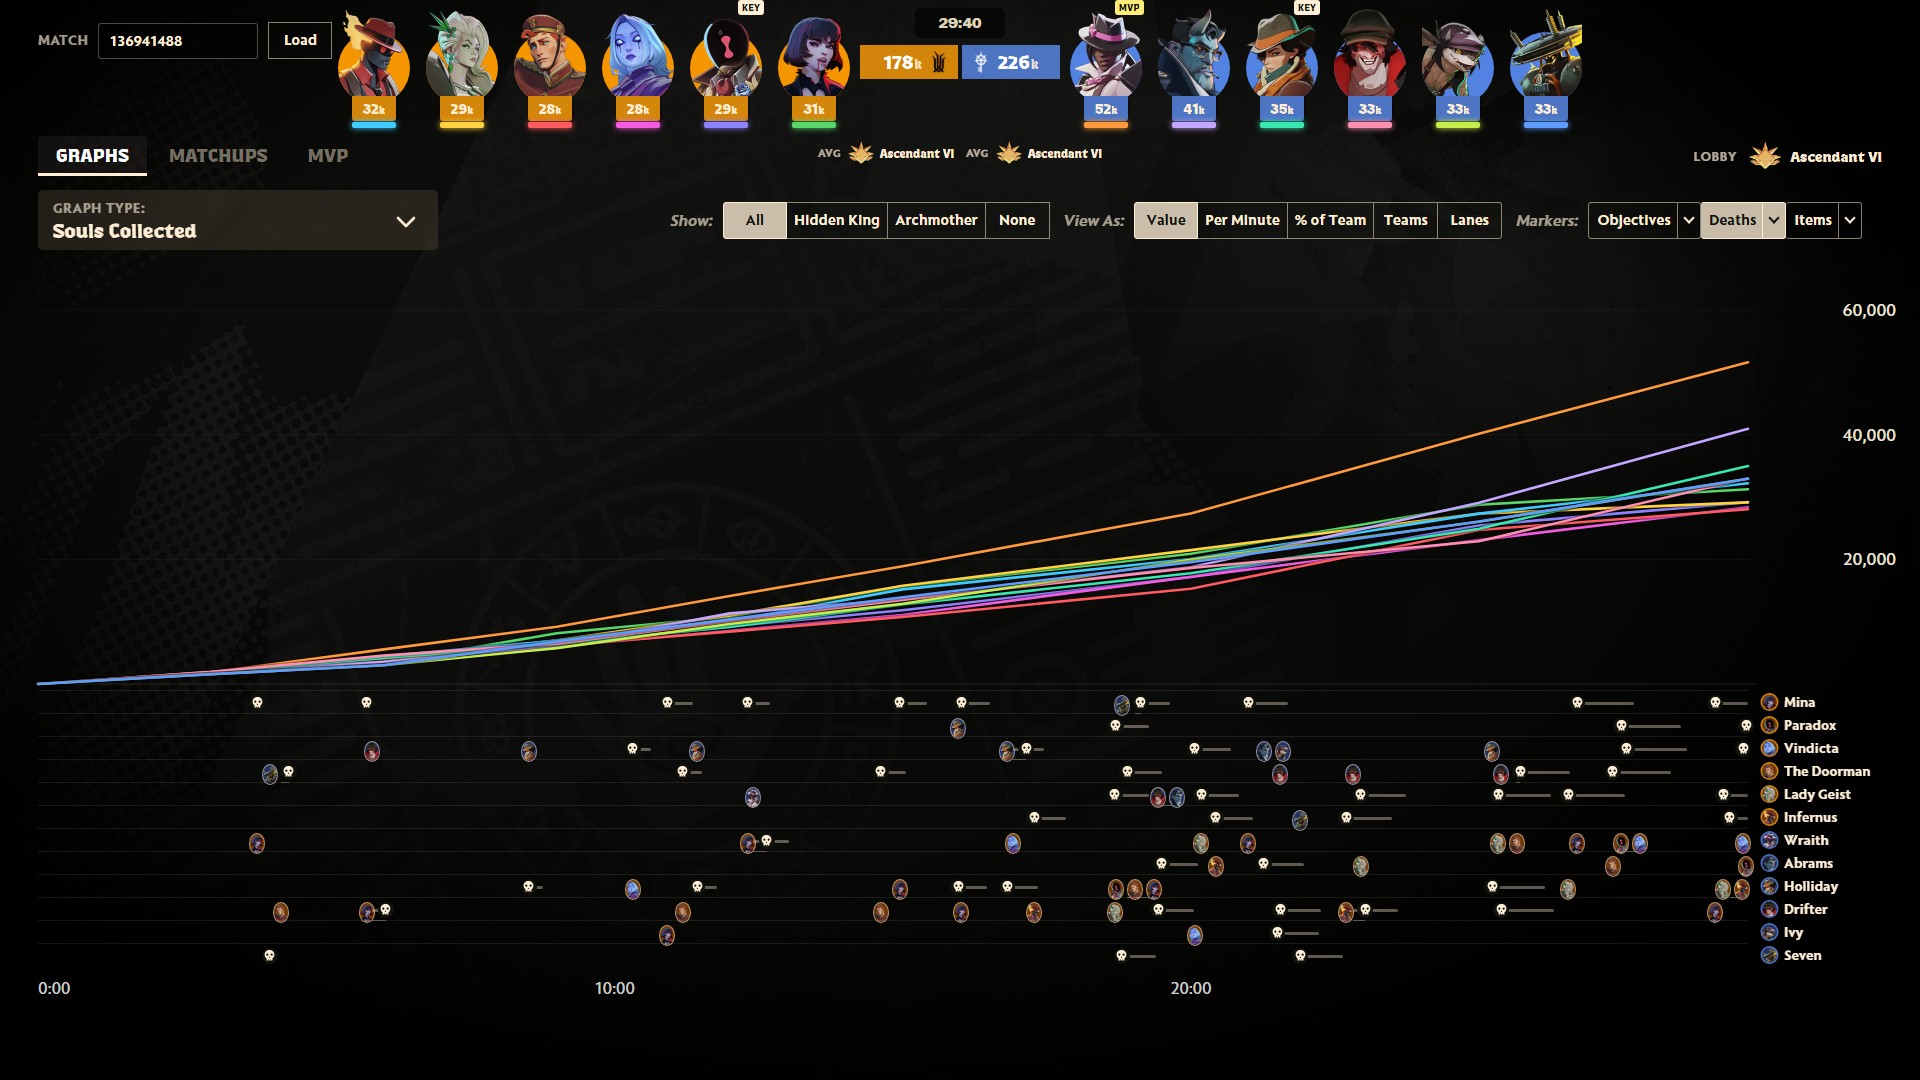 KEY
MVP
KEY
MATCH 136941488 Load
29:40
178k 226k
32k 29k 28k 28k 29k 31k 52k 41k 35k 33k 33k 33k
GRAPHS MATCHUPS MVP
AVG Ascendant VI AVG Ascendant VI
LOBBY Ascendant VI
GRAPH TYPE:
Souls Collected
Show: All Hidden King Archmother None View As: Value Per Minute % of Team Teams Lanes Markers: Objectives Deaths Items
60,000
40,000
20,000
Mina
Paradox
Vindicta
The Doorman
Lady Geist
Infernus
Wraith
Abrams
Holliday
Drifter
Ivy
Seven
0:00 10:00 20:00